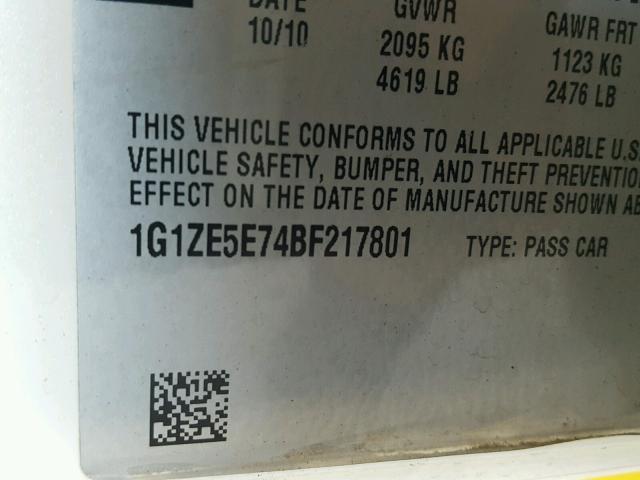 DATE GVWR GAWR FRT
10/10 2095 KG 1123 KG
4619 LB 2476 LB
THIS VEHICLE CONFORMS TO ALL APPLICABLE U.S
VEHICLE SAFETY, BUMPER, AND THEFT PREVENTION
EFFECT ON THE DATE OF MANUFACTURE SHOWN AB
1G1ZE5E74BF217801 TYPE: PASS CAR